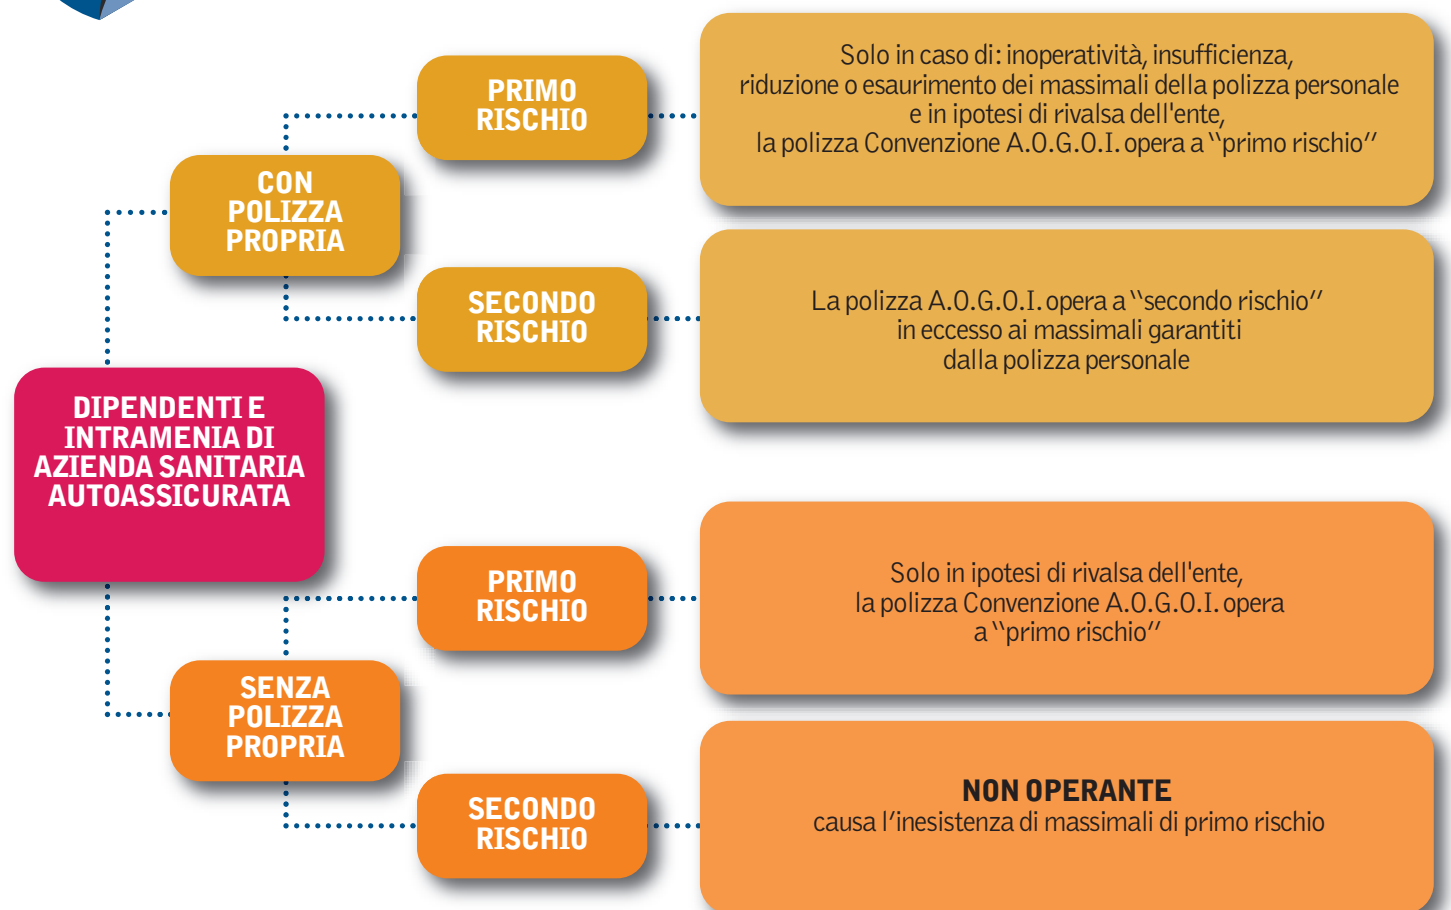 DIPENDENTI E
INTRAMENIA DI
AZIENDA SANITARIA
AUTOASSICURATA
CON
POLIZZA
PROPRIA
PRIMO
RISCHIO
Solo in caso di: inoperatività, insufficienza,
riduzione o esaurimento dei massimali della polizza personale
e in ipotesi di rivalsa dell'ente,
la polizza Convenzione A.O.G.O.I. opera a “primo rischio”
SECONDO
RISCHIO
La polizza A.O.G.O.I. opera a “secondo rischio”
in eccesso ai massimali garantiti
dalla polizza personale
SENZA
POLIZZA
PROPRIA
PRIMO
RISCHIO
Solo in ipotesi di rivalsa dell'ente,
la polizza Convenzione A.O.G.O.I. opera
a “primo rischio”
SECONDO
RISCHIO
NON OPERANTE
causa l’inesistenza di massimali di primo rischio